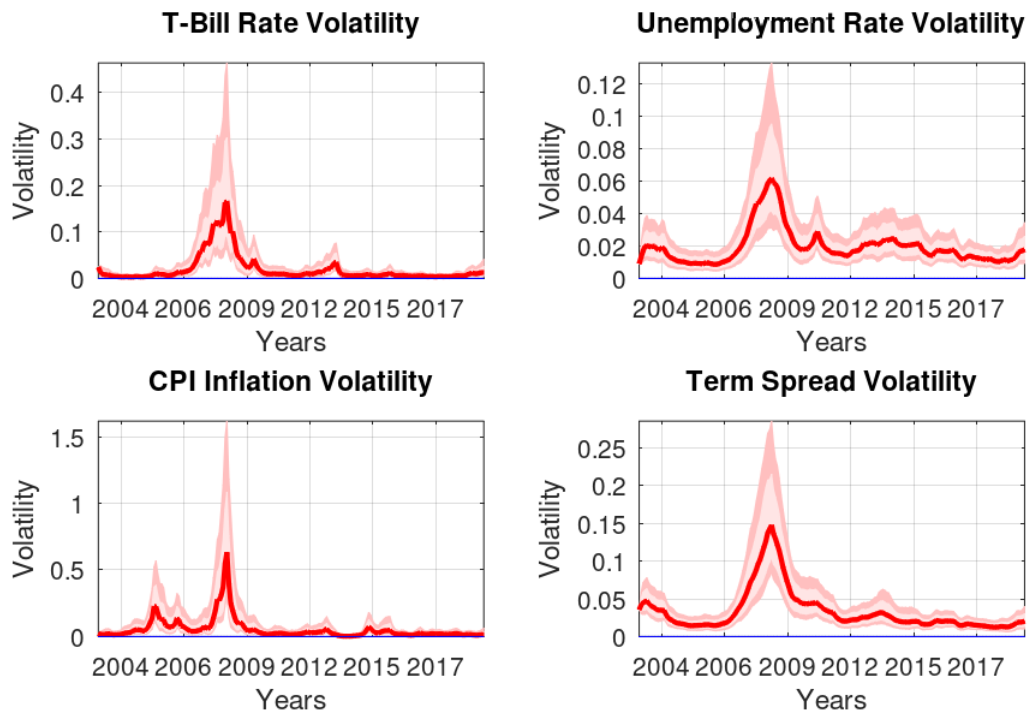 T-Bill Rate Volatility
Volatility
0.4
0.3
0.2
0.1
0
2004 2006 2009 2012 2015 2017
Years
Unemployment Rate Volatility
Volatility
0.12
0.1
0.08
0.06
0.04
0.02
0
2004 2006 2009 2012 2015 2017
Years
CPI Inflation Volatility
Volatility
1.5
1
0.5
0
2004 2006 2009 2012 2015 2017
Years
Term Spread Volatility
Volatility
0.25
0.2
0.15
0.1
0.05
0
2004 2006 2009 2012 2015 2017
Years